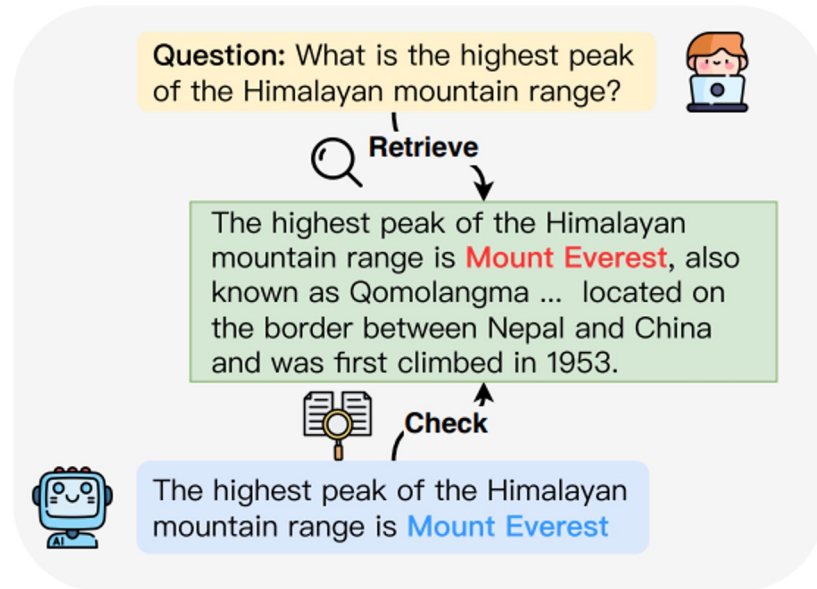 Question: What is the highest peak
of the Himalayan mountain range?
Retrieve
The highest peak of the Himalayan
mountain range is Mount Everest, also
known as Qomolangma ... located on
the border between Nepal and China
and was first climbed in 1953.
Check
The highest peak of the Himalayan
mountain range is Mount Everest
AI